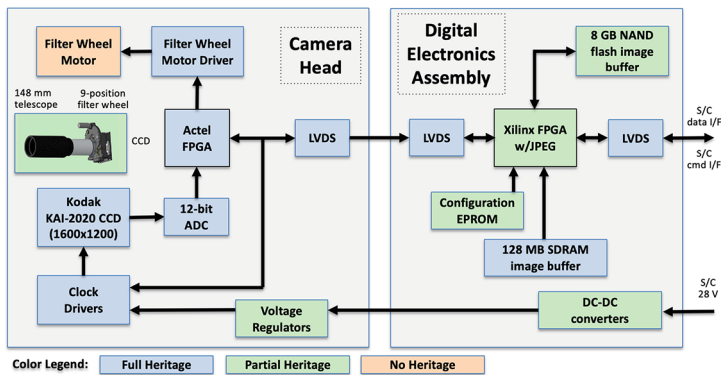 Filter Wheel
Motor
Filter Wheel
Motor Driver
Camera
Head
Digital
Electronics
Assembly
8 GB NAND
flash image
buffer
148 mm
telescope
9-position
filter wheel
CCD
Actel
FPGA
LVDS
LVDS
Xilinx FPGA
w/JPEG
LVDS
S/C
data I/F
S/C
cmd I/F
Kodak
KAI-2020 CCD
(1600x1200)
12-bit
ADC
Configuration
EPROM
128 MB SDRAM
image buffer
Clock
Drivers
Voltage
Regulators
DC-DC
converters
S/C
28 V
Color Legend:
Full Heritage
Partial Heritage
No Heritage